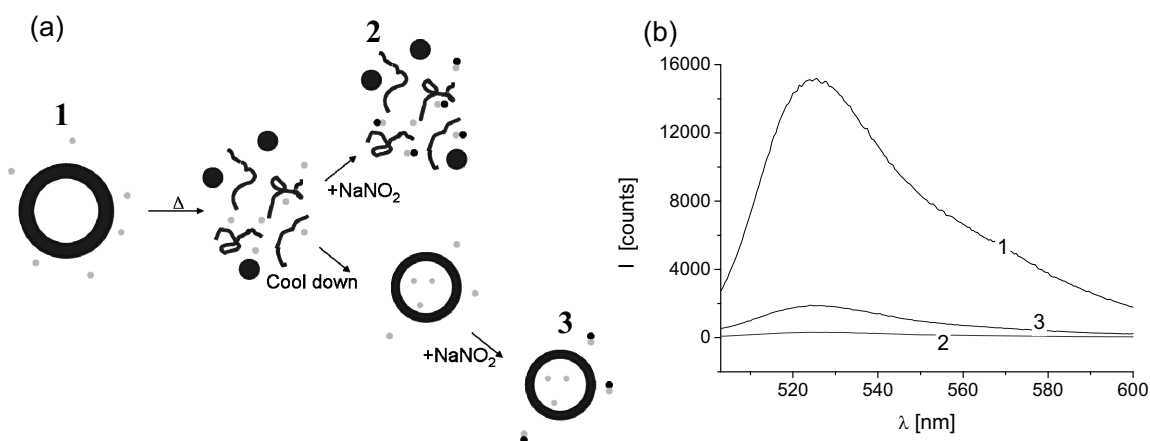 (a)
1
2
Δ
+NaNO₂
Cool down
+NaNO₂
3
(b)
16000
12000
8000
4000
0
I [counts]
1
3
2
520
540
560
580
600
λ [nm]